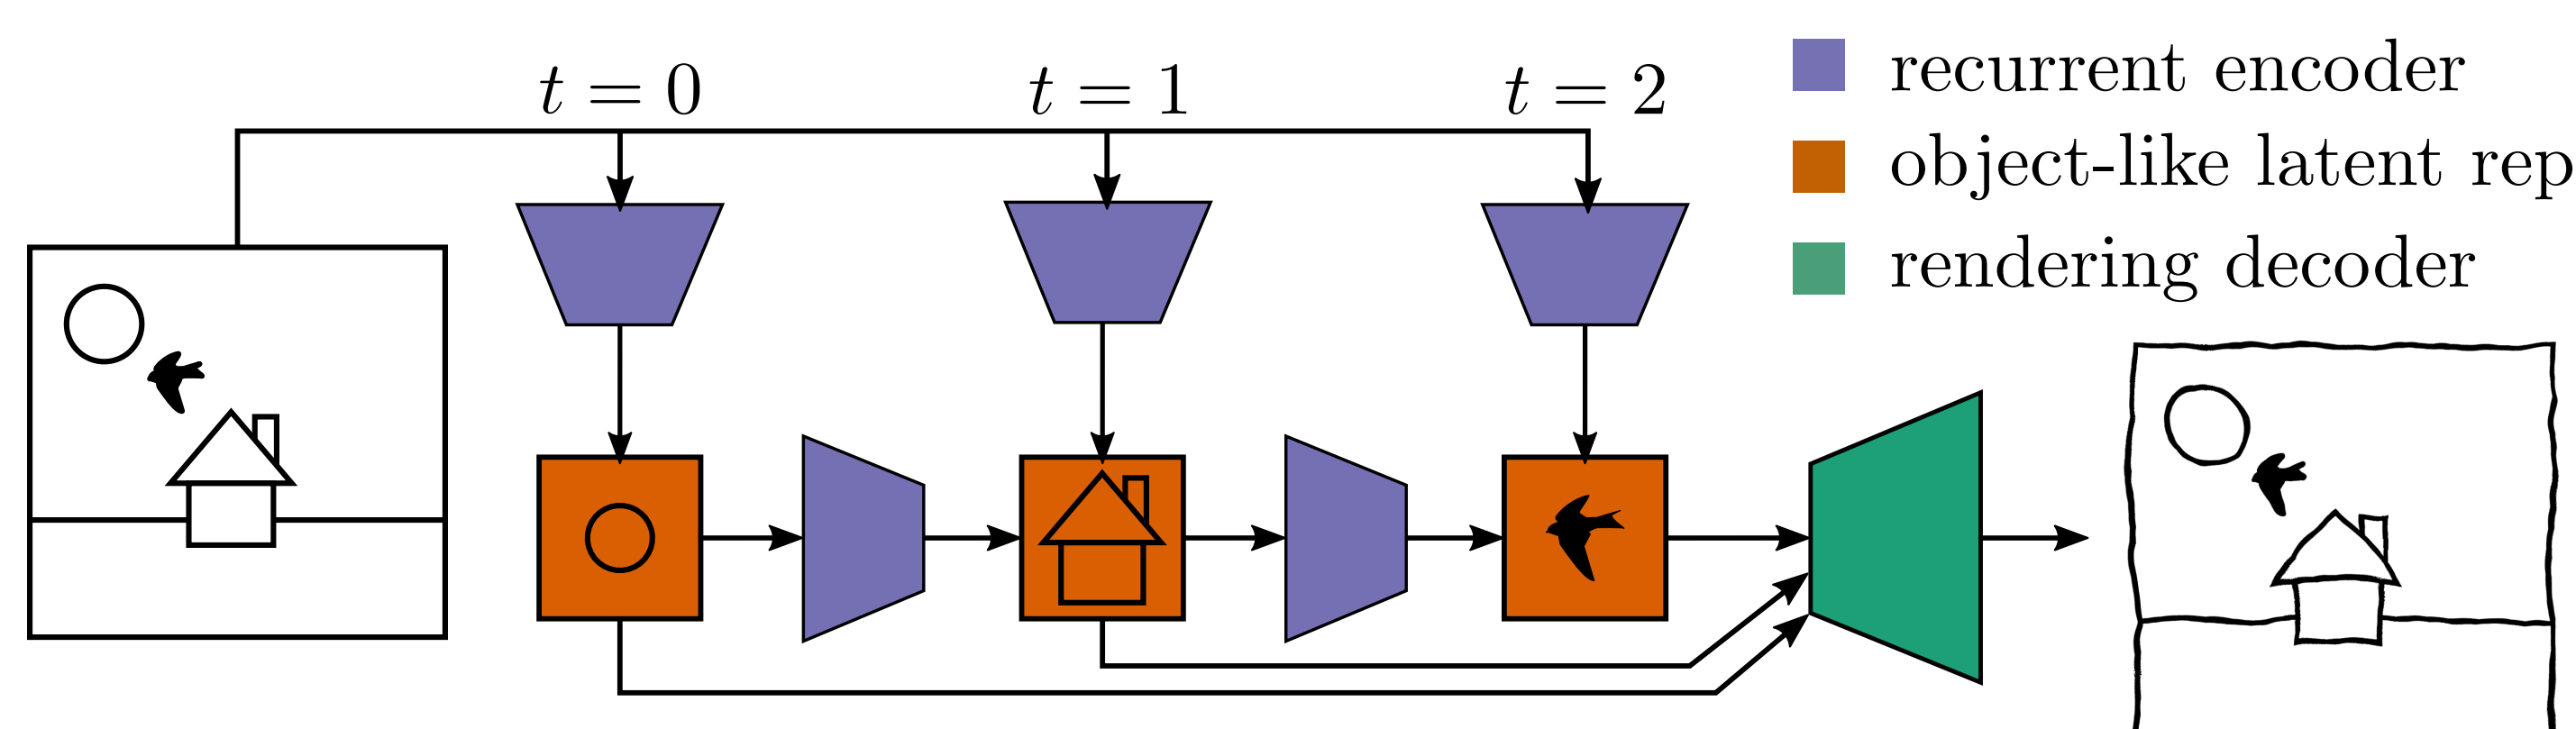 t = 0
t = 1
t = 2
recurrent encoder
object-like latent rep
rendering decoder